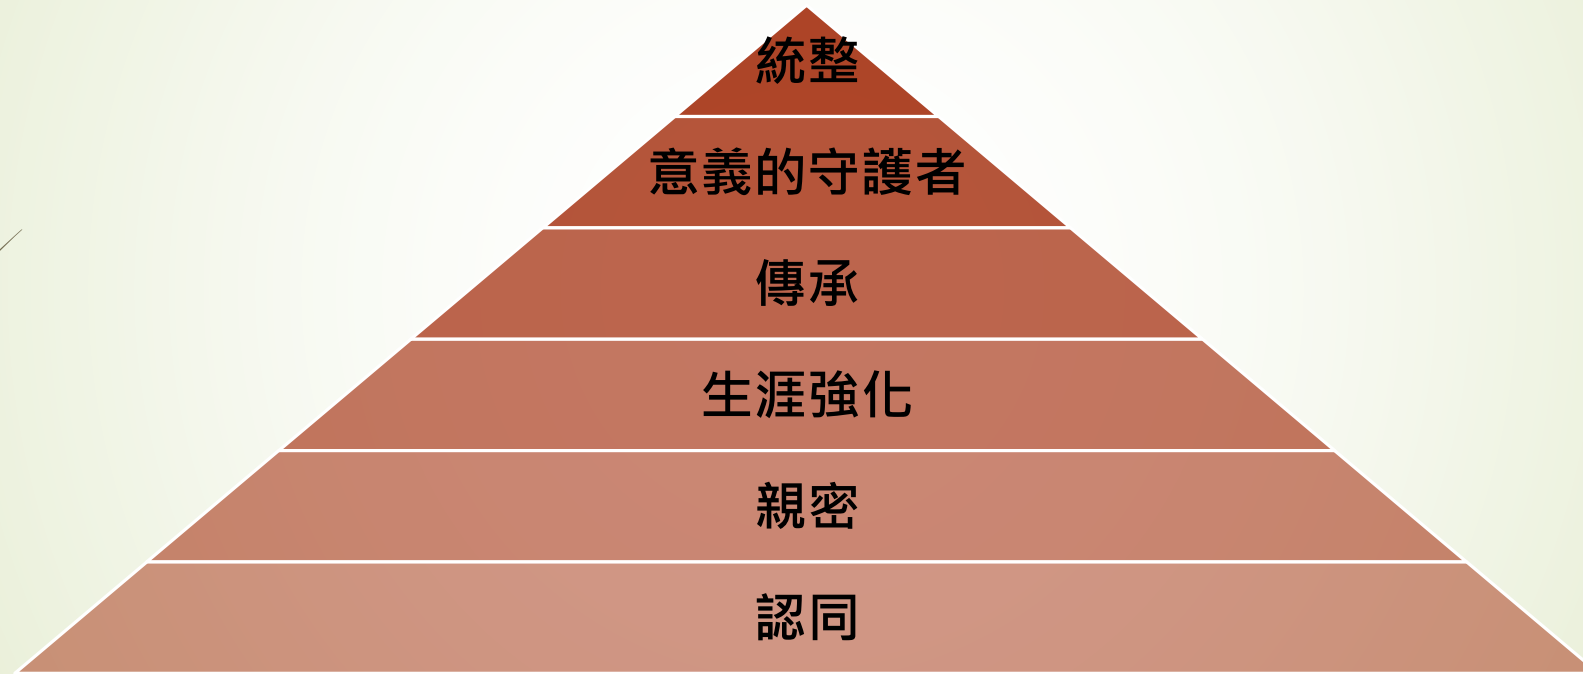 統整
意義的守護者
傳承
生涯強化
親密
認同